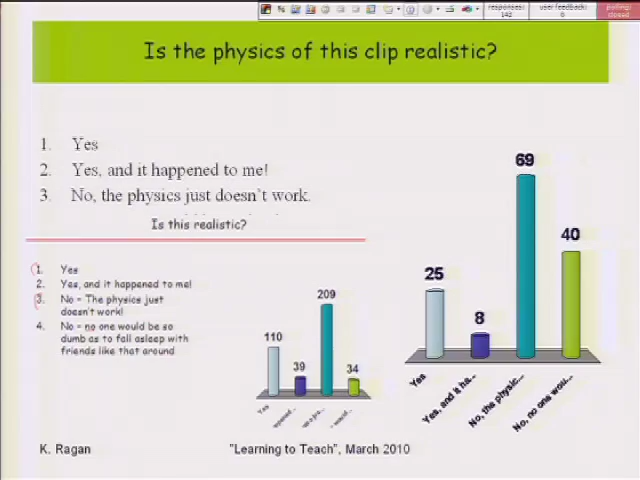 responses: user feedback: polling:
142 0 closed
Is the physics of this clip realistic?
1. Yes
2. Yes, and it happened to me!
3. No, the physics just doesn't work.
Is this realistic?
1. Yes
2. Yes, and it happened to me!
3. No – The physics just
doesn't work!
4. No – no one would be so
dumb as to fall asleep with
friends like that around
110
39
209
34
Yes
25
8
69
40
Yes
Yes, and it ha...
No, the physic...
No, no one wou...
K. Ragan
"Learning to Teach", March 2010